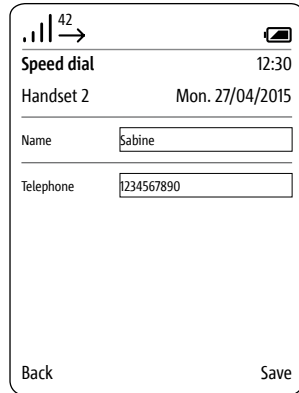 42
Speed dial 12:30
Handset 2 Mon. 27/04/2015
Name Sabine
Telephone 1234567890
Back Save